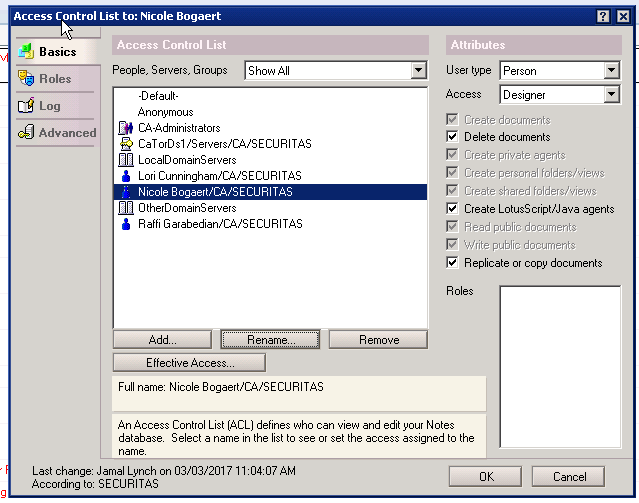 Access Control List to: Nicole Bogaert
Basics
Roles
Log
Advanced
Access Control List
People, Servers, Groups
Show All
-Default-
Anonymous
CA-Administrators
CaTorDs1/Servers/CA/SECURITAS
LocalDomainServers
Lori Cunningham/CA/SECURITAS
Nicole Bogaert/CA/SECURITAS
OtherDomainServers
Raffi Garabedian/CA/SECURITAS
Add...
Rename...
Remove
Effective Access...
Full name: Nicole Bogaert/CA/SECURITAS
An Access Control List (ACL) defines who can view and edit your Notes
database. Select a name in the list to see or set the access assigned to the
name.
Attributes
User type
Person
Access
Designer
Create documents
Delete documents
Create private agents
Create personal folders/views
Create shared folders/views
Create LotusScript/Java agents
Read public documents
Write public documents
Replicate or copy documents
Roles
Last change: Jamal Lynch on 03/03/2017 11:04:07 AM
According to: SECURITAS
OK
Cancel